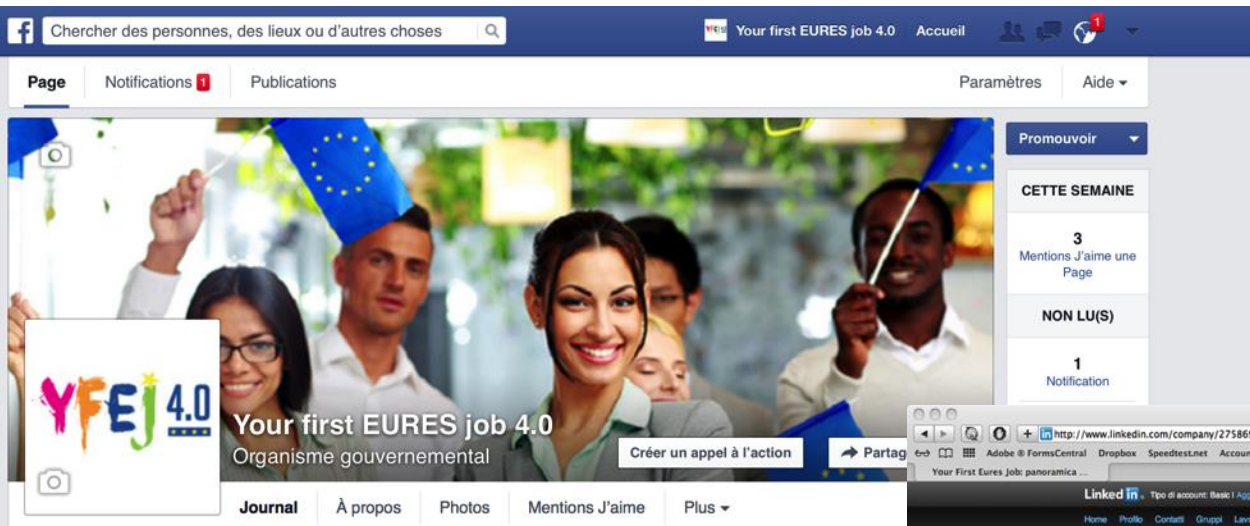 Chercher des personnes, des lieux ou d'autres choses
Your first EURES job 4.0 Accueil 1
Page Notifications 1 Publications Paramètres Aide
Promouvoir
CETTE SEMAINE
3
Mentions J'aime une
Page
NON LU(S)
1
Notification
YFEJ 4.0
Your first EURES job 4.0
Organisme gouvernemental
Créer un appel à l'action
Partag
Journal À propos Photos Mentions J'aime Plus
http://www.linkedin.com/company/27586
Adobe ® FormsCentral Dropbox Speedtest.net Accoun
Your First Eures Job: panoramica ...
Linked in Tipo di account: Basic | Agg
Home Profilo Contatti Gruppi Lavo